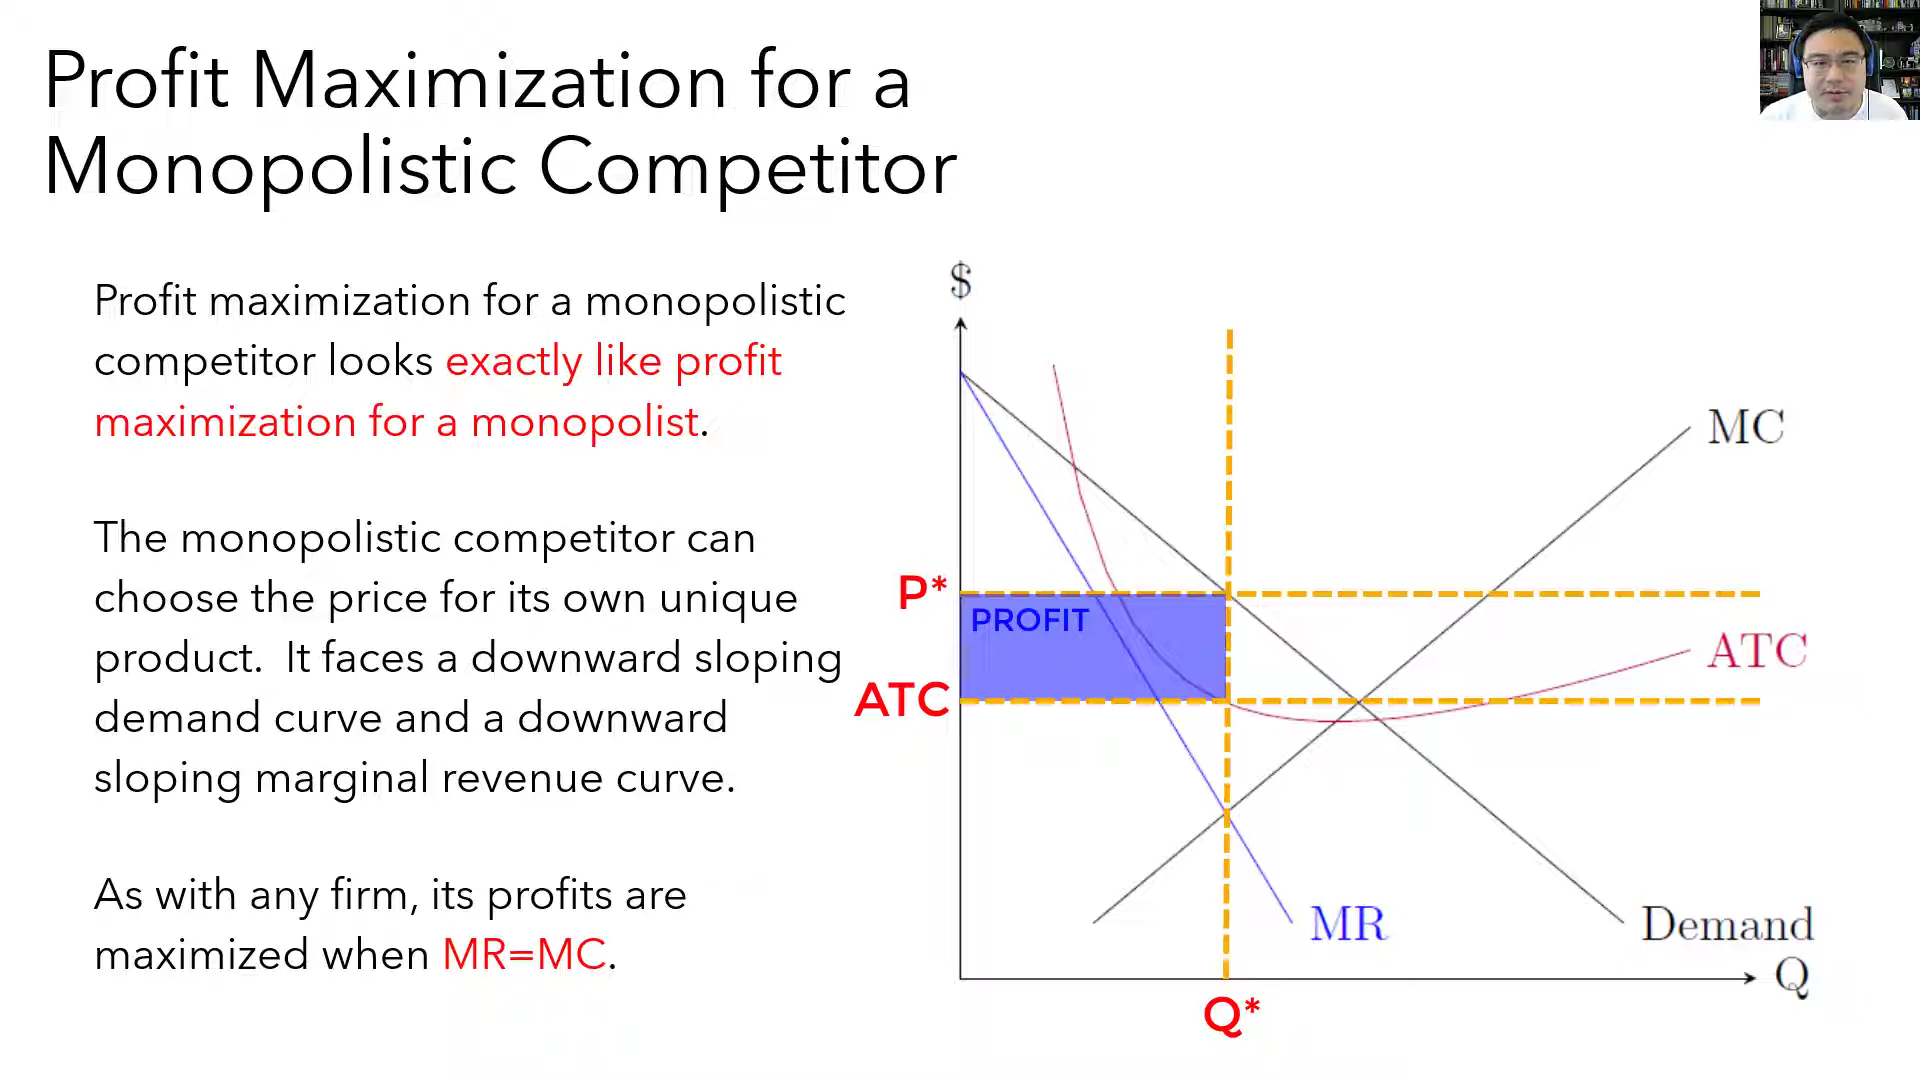 Profit Maximization for a
Monopolistic Competitor
Profit maximization for a monopolistic
competitor looks exactly like profit
maximization for a monopolist.
The monopolistic competitor can
choose the price for its own unique
product.  It faces a downward sloping
demand curve and a downward
sloping marginal revenue curve.
As with any firm, its profits are
maximized when MR=MC.
$
MC
P*
PROFIT
ATC
ATC
MR
Demand
Q
Q*